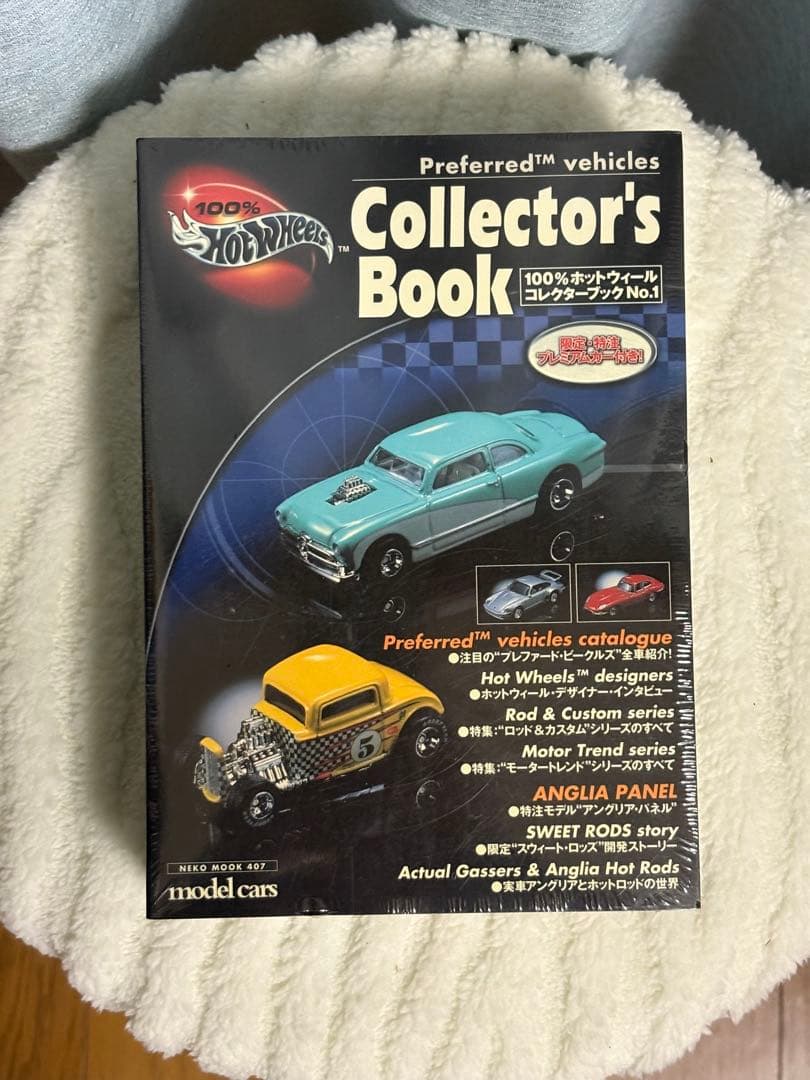 Preferred™ vehicles
100%
Hot Wheels™
Collector's
Book
100%ホットウィール
コレクターブック No.1
限定・特注
プレミアムカー付き!
Preferred™ vehicles catalogue
●注目の"プレファード・ビークルズ"全車紹介!
Hot Wheels™ designers
●ホットウィール・デザイナー・インタビュー
Rod & Custom series
●特集:"ロッド&カスタム"シリーズのすべて
Motor Trend series
●特集:"モータートレンド"シリーズのすべて
5
ANGLIA PANEL
●特注モデル"アングリア・パネル"
SWEET RODS story
●限定"スウィート・ロッズ"開発ストーリー
Actual Gassers & Anglia Hot Rods
●実車アングリアとホットロッドの世界
NEKO MOOK 407
model cars